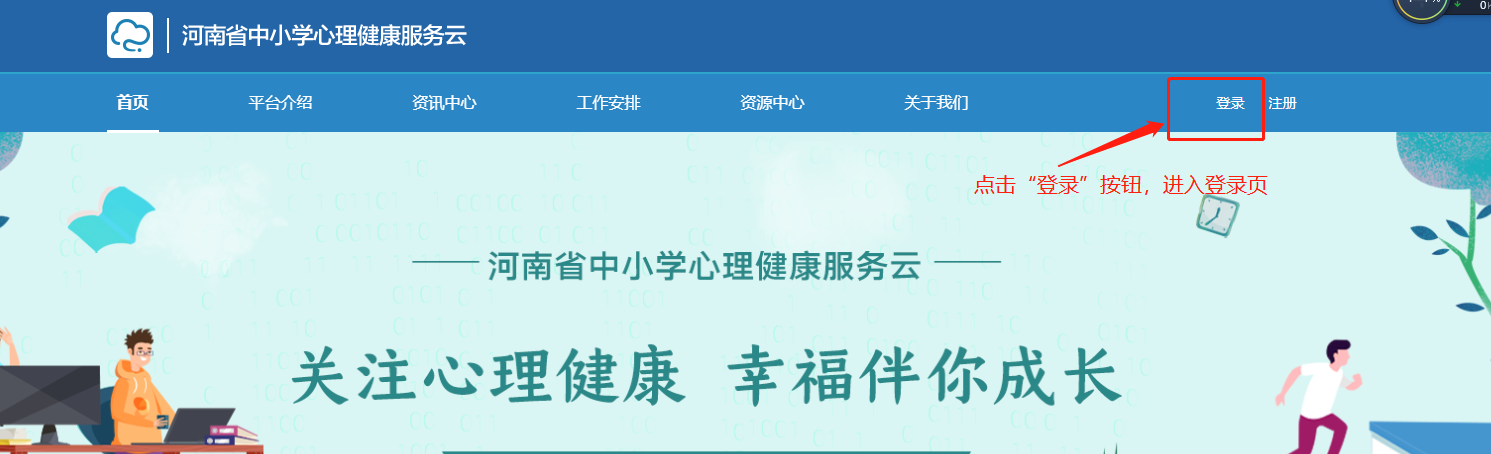 河南省中小学心理健康服务云
首页 平台介绍 资讯中心 工作安排 资源中心 关于我们 登录 注册
点击“登录”按钮，进入登录页
河南省中小学心理健康服务云
关注心理健康 幸福伴你成长